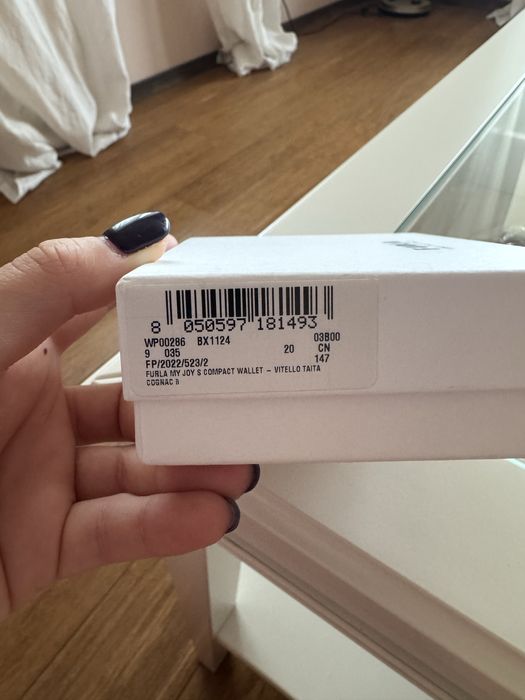 8 050597 181493
WP00286 BX1124 03B00
9 035 20 CN
FP/2022/523/2 147
FURLA MY JOY S COMPACT WALLET - VITELLO TAITA
COGNAC